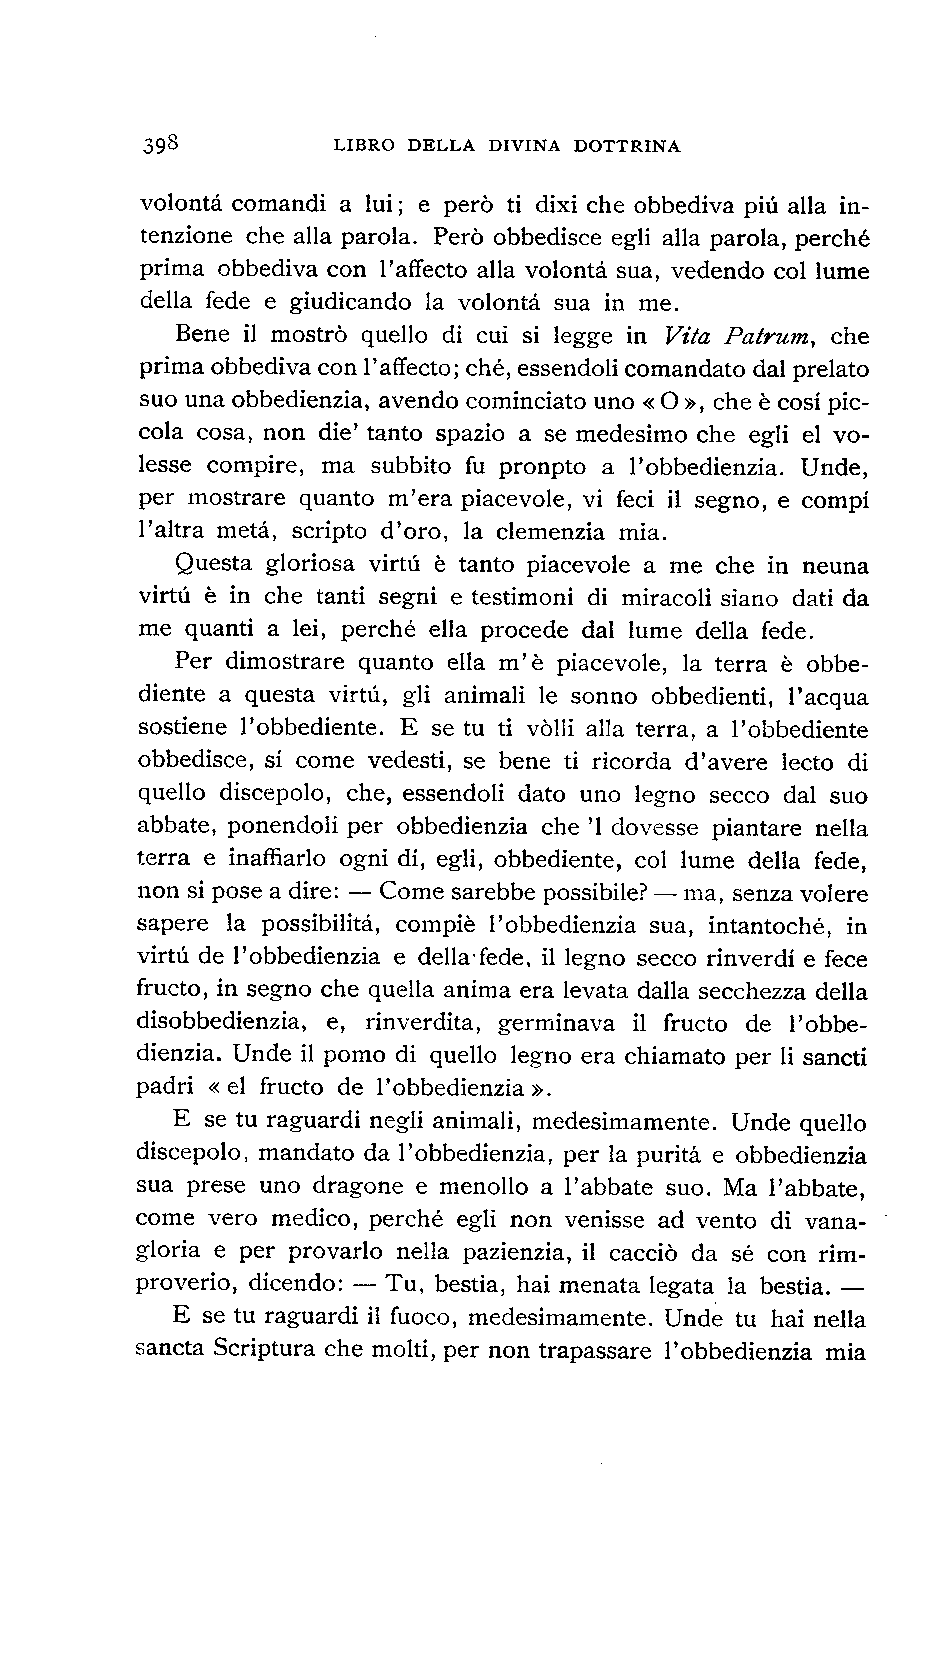 398 LIBRO DELLA DIVINA DOTTRINA
volontá comandi a lui; e però ti dixi che obbediva piú alla in-
tenzione che alla parola. Però obbedisce egli alla parola, perché
prima obbediva con l'affecto alla volontá sua, vedendo col lume
della fede e giudicando la volontá sua in me.
Bene il mostrò quello di cui si legge in Vita Patrum, che
prima obbediva con l'affecto; ché, essendoli comandato dal prelato
suo una obbedienzia, avendo cominciato uno « O », che è cosí pic-
cola cosa, non die' tanto spazio a se medesimo che egli el vo-
lesse compire, ma subbito fu pronpto a l'obbedienzia. Unde,
per mostrare quanto m'era piacevole, vi feci il segno, e compí
l'altra metá, scripto d'oro, la clemenzia mia.
Questa gloriosa virtú è tanto piacevole a me che in neuna
virtú è in che tanti segni e testimoni di miracoli siano dati da
me quanti a lei, perché ella procede dal lume della fede.
Per dimostrare quanto ella m'è piacevole, la terra è obbe-
diente a questa virtú, gli animali le sonno obbedienti, l'acqua
sostiene l'obbediente. E se tu ti vòlli alla terra, a l'obbediente
obbedisce, sí come vedesti, se bene ti ricorda d'avere lecto di
quello discepolo, che, essendoli dato uno legno secco dal suo
abbate, ponendoli per obbedienzia che 'l dovesse piantare nella
terra e inaffiarlo ogni dí, egli, obbediente, col lume della fede,
non si pose a dire: — Come sarebbe possibile? — ma, senza volere
sapere la possibilitá, compiè l'obbedienzia sua, intantoché, in
virtú de l'obbedienzia e della fede, il legno secco rinverdí e fece
fructo, in segno che quella anima era levata dalla secchezza della
disobbedienzia, e, rinverdita, germinava il fructo de l'obbe-
dienzia. Unde il pomo di quello legno era chiamato per li sancti
padri « el fructo de l'obbedienzia ».
E se tu raguardi negli animali, medesimamente. Unde quello
discepolo, mandato da l'obbedienzia, per la puritá e obbedienzia
sua prese uno dragone e menollo a l'abbate suo. Ma l'abbate,
come vero medico, perché egli non venisse ad vento di vana-
gloria e per provarlo nella pazienzia, il cacciò da sé con rim-
proverio, dicendo: — Tu, bestia, hai menata legata la bestia. —
E se tu raguardi il fuoco, medesimamente. Unde tu hai nella
sancta Scriptura che molti, per non trapassare l'obbedienzia mia